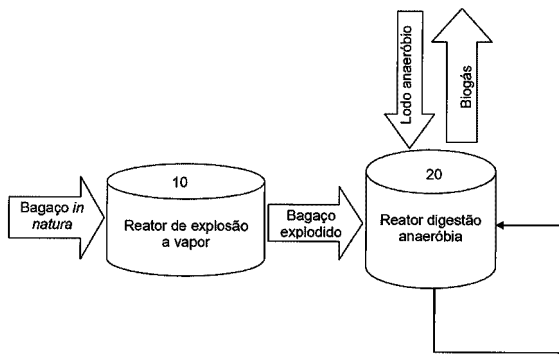 Lodo anaeróbio
Biogás
10
20
Bagaço in
natura
Reator de explosão
a vapor
Bagaço
explodido
Reator digestão
anaeróbia